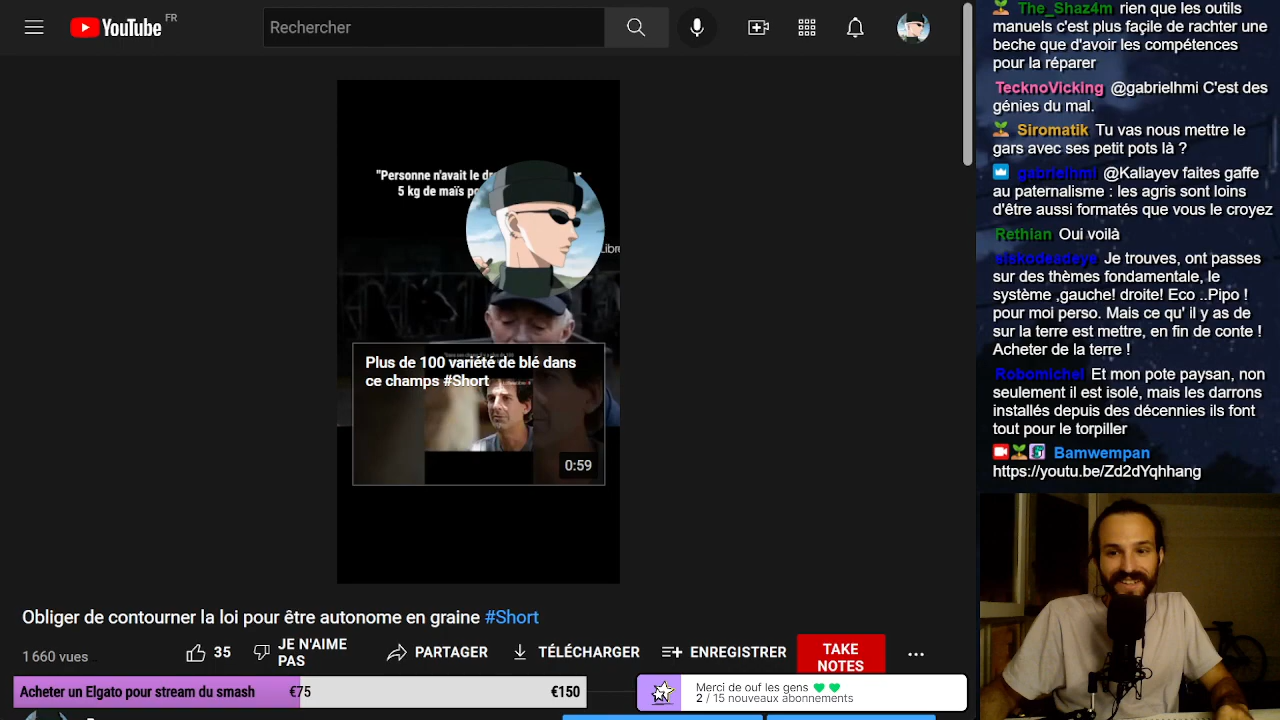 YouTube FR
Rechercher
"Personne n'avait le
5 kg de maïs
Plus de 100 variété de blé dans
ce champs #Short
0:59
Obliger de contourner la loi pour être autonome en graine #Short
1 660 vues
35
JE N'AIME
PAS
PARTAGER
TÉLÉCHARGER
ENREGISTRER
TAKE
NOTES
Acheter un Elgato pour stream du smash €75 €150
Merci de ouf les gens
2 / 15 nouveaux abonnements
The_Shaz4m rien que les outils
manuels c'est plus façile de rachter une
beche que d'avoir les compétences
pour la réparer
TecknoVicking @gabrielhmi C'est des
génies du mal.
Siromatik Tu vas nous mettre le
gars avec ses petit pots là ?
gabrielhmi @Kaliayev faites gaffe
au paternalisme : les agris sont loins
d'être aussi formatés que vous le croyez
Rethian Oui voilà
Je trouves, ont passes
sur des thèmes fondamentale, le
système ,gauche! droite! Eco ..Pipo !
pour moi perso. Mais ce qu' il y as de
sur la terre est mettre, en fin de conte !
Acheter de la terre !
Robomichel Et mon pote paysan, non
seulement il est isolé, mais les darrons
installés depuis des décennies ils font
tout pour le torpiller
Bamwempan
https://youtu.be/Zd2dYqhhang